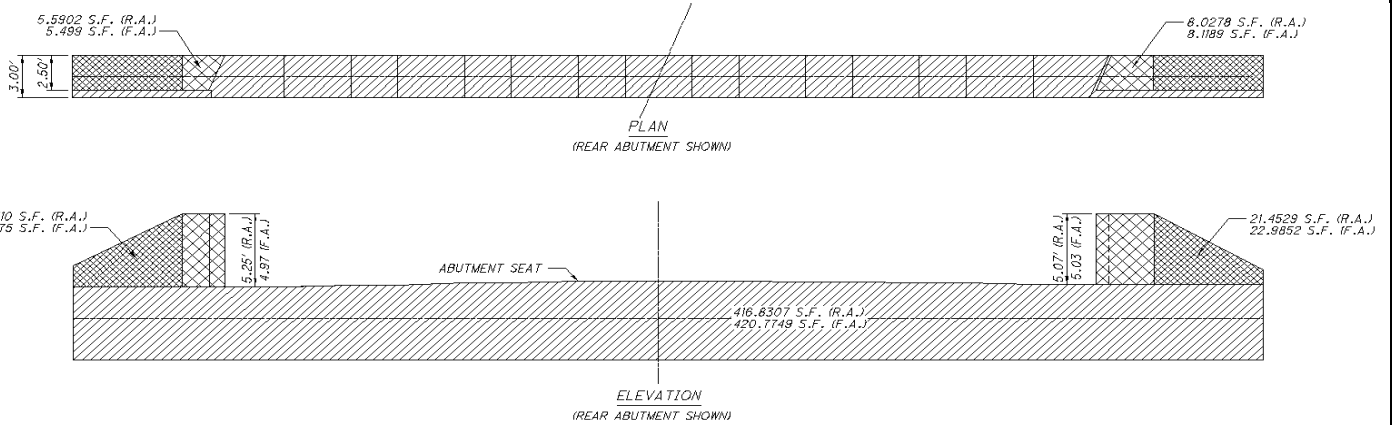 5.5902 S.F. (R.A.)
5.499 S.F. (F.A.)
8.0278 S.F. (R.A.)
8.1189 S.F. (F.A.)
3.00'
2.50'
PLAN
(REAR ABUTMENT SHOWN)
10 S.F. (R.A.)
75 S.F. (F.A.)
5.25' (R.A.)
4.97 (F.A.)
ABUTMENT SEAT
5.07' (R.A.)
5.03 (F.A.)
21.4529 S.F. (R.A.)
22.9852 S.F. (F.A.)
416.8307 S.F. (R.A.)
420.7749 S.F. (F.A.)
ELEVATION
(REAR ABUTMENT SHOWN)